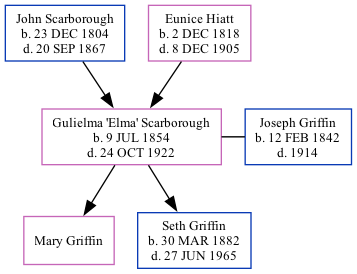 John Scarborough
b. 23 DEC 1804
d. 20 SEP 1867
Eunice Hiatt
b. 2 DEC 1818
d. 8 DEC 1905
Gulielma 'Elma' Scarborough
b. 9 JUL 1854
d. 24 OCT 1922
Joseph Griffin
b. 12 FEB 1842
d. 1914
Mary Griffin
Seth Griffin
b. 30 MAR 1882
d. 27 JUN 1965